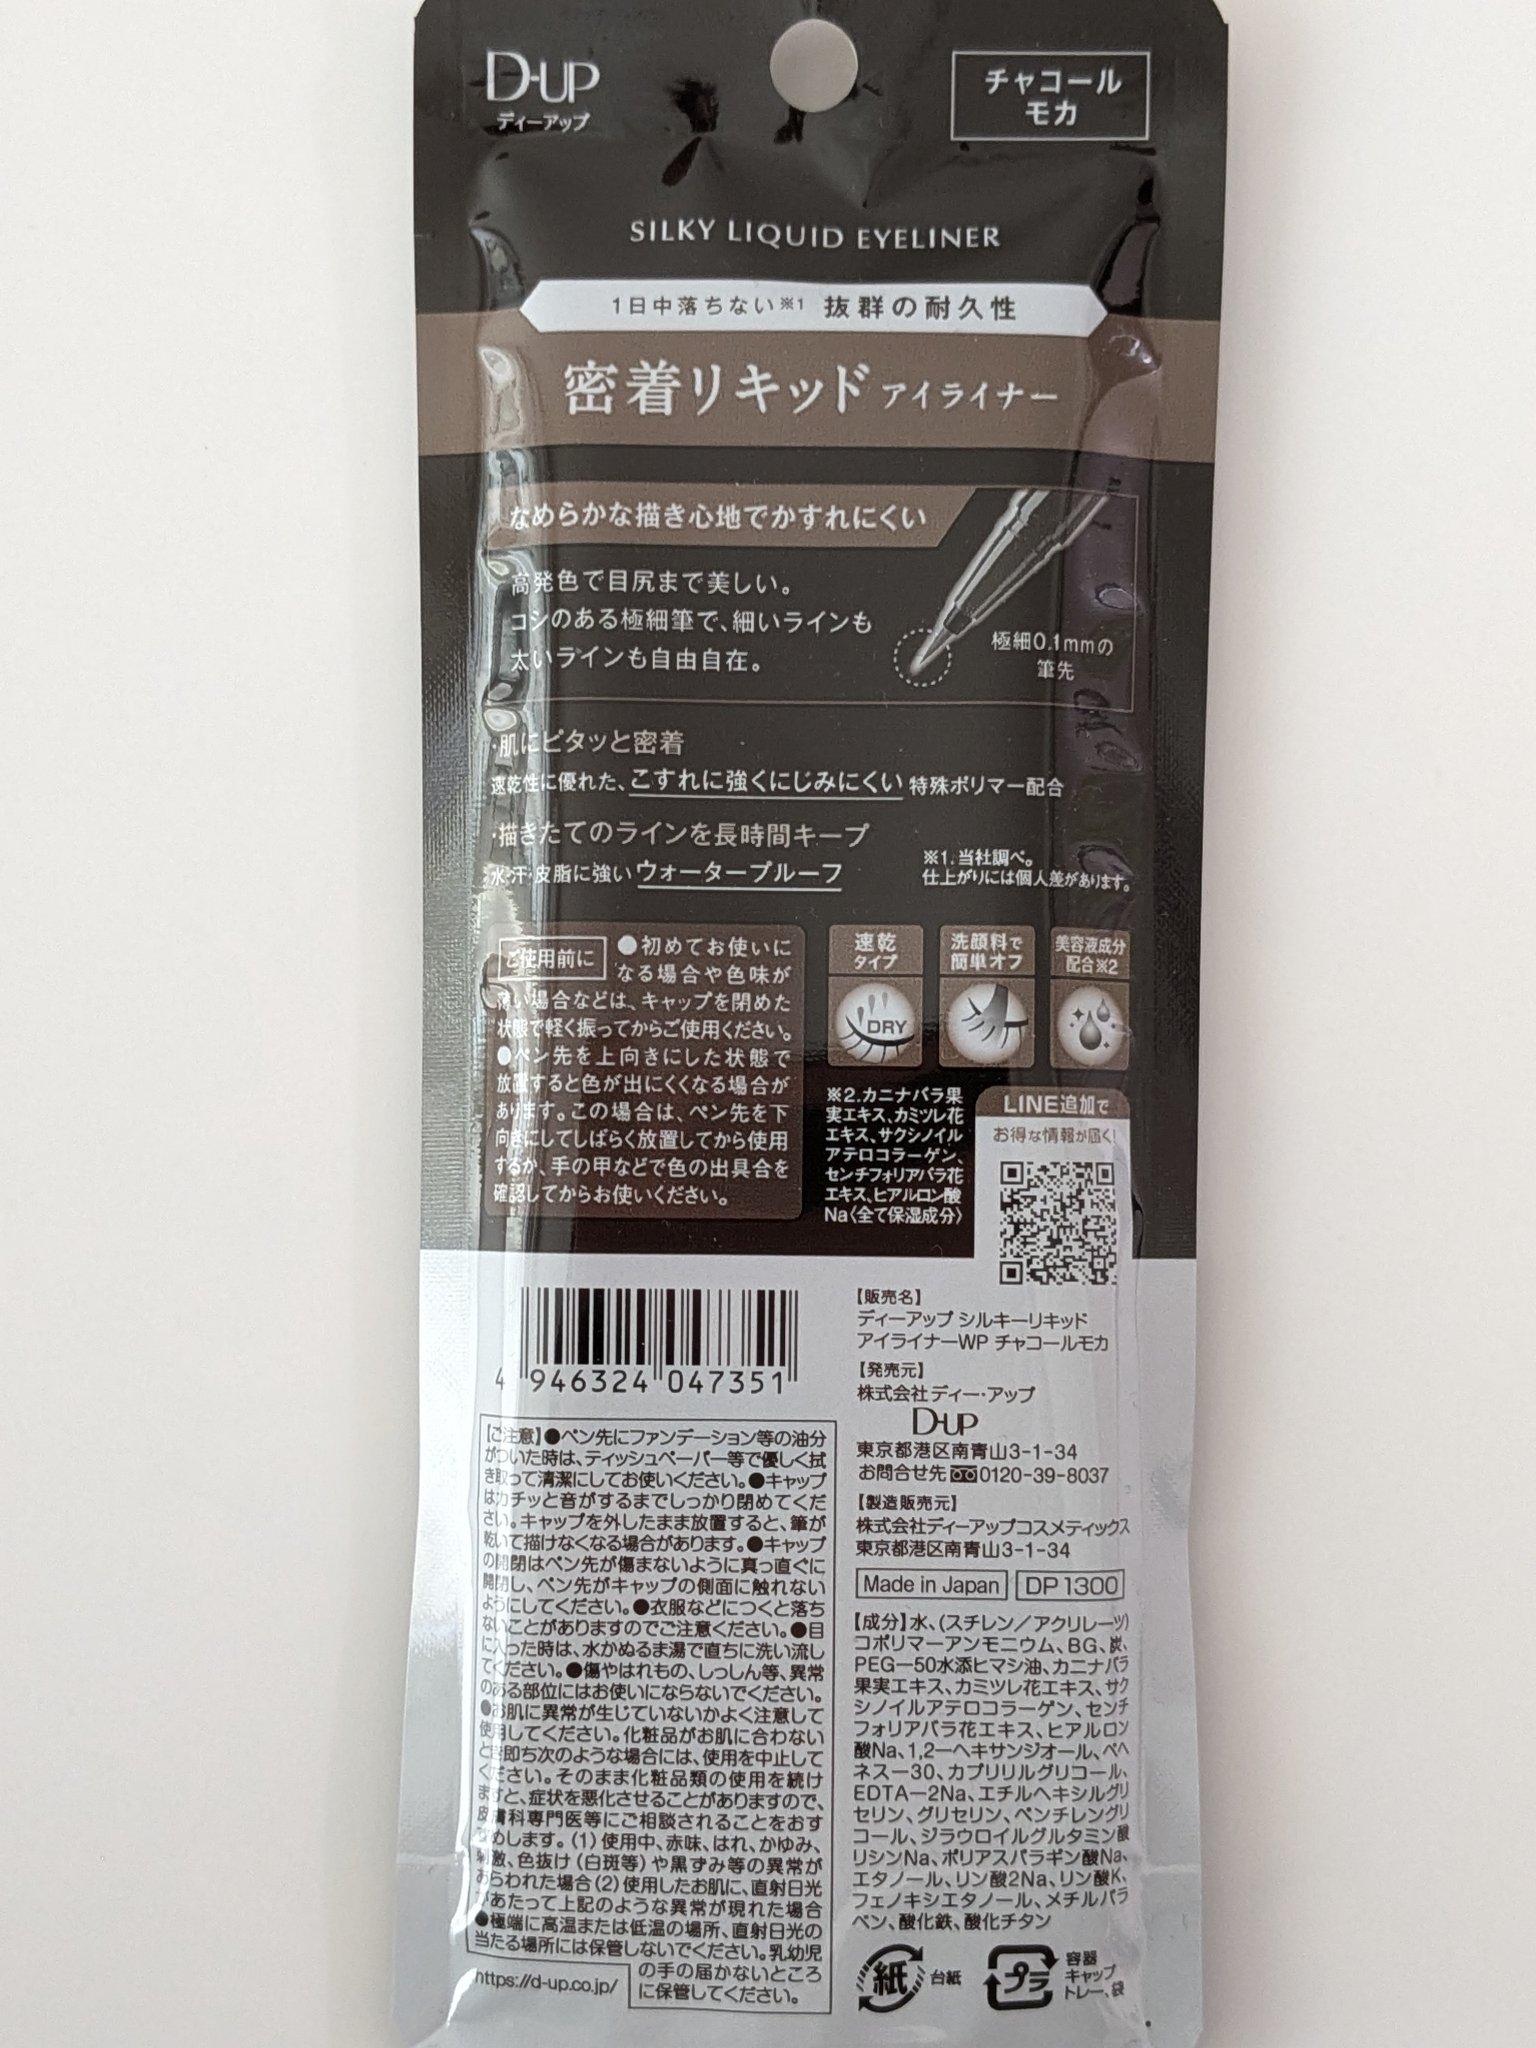 D-UP
ディーアップ
チャコール
モカ
SILKY LIQUID EYELINER
1日中落ちない※1 抜群の耐久性
密着リキッド アイライナー
なめらかな描き心地でかすれにくい
高発色で目尻まで美しい。
コシのある極細筆で、細いラインも
太いラインも自由自在。
極細0.1mmの
筆先
・肌にピタッと密着
速乾性に優れた、こすれに強くにじみにくい 特殊ポリマー配合
・描きたてのラインを長時間キープ
水・汗・皮脂に強い ウォータープルーフ
※1.当社調べ。
仕上がりには個人差があります。
ご使用前に
●初めてお使いに
なる場合や色味が
薄い場合などは、キャップを閉めた
状態で軽く振ってからご使用ください。
●ペン先を上向きにした状態で
放置すると色が出にくくなる場合が
あります。この場合は、ペン先を下
向きにしてしばらく放置してから使用
するか、手の甲などで色の出具合を
確認してからお使いください。
速乾
タイプ
DRY
洗顔料で
簡単オフ
美容液成分
配合※2
※2.カニナバラ果
実エキス、カミツレ花
エキス、サクシノイル
アテロコラーゲン、
センチフォリアバラ花
エキス、ヒアルロン酸
Na〈全て保湿成分〉
LINE追加で
お得な情報が届く!
4 946324 047351
【販売名】
ディーアップ シルキーリキッド
アイライナーWP チャコールモカ
【発売元】
株式会社ディー・アップ
D-UP
東京都港区南青山3-1-34
お問合せ先 0120-39-8037
【製造販売元】
株式会社ディーアップコスメティックス
東京都港区南青山3-1-34
Made in Japan
DP1300
【成分】水、(スチレン／アクリレーツ)
コポリマーアンモニウム、BG、炭、
PEG－50水添ヒマシ油、カニナバラ
果実エキス、カミツレ花エキス、サク
シノイルアテロコラーゲン、センチ
フォリアバラ花エキス、ヒアルロン
酸Na、1,2－ヘキサンジオール、ベヘ
ネス－30、カプリリルグリコール、
EDTA－2Na、エチルヘキシルグリ
セリン、グリセリン、ペンチレングリ
コール、ジラウロイルグルタミン酸
リシンNa、ポリアスパラギン酸Na、
エタノール、リン酸2Na、リン酸K、
フェノキシエタノール、メチルパラ
ベン、酸化鉄、酸化チタン
【ご注意】●ペン先にファンデーション等の油分
がついた時は、ティッシュペーパー等で優しく拭
き取って清潔にしてお使いください。●キャップ
はカチッと音がするまでしっかり閉めてくだ
さい。キャップを外したまま放置すると、筆が
乾いて描けなくなる場合があります。●キャップ
の開閉はペン先が傷まないように真っ直ぐに
開閉し、ペン先がキャップの側面に触れない
ようにしてください。●衣服などにつくと落ち
ないことがありますのでご注意ください。●目
に入った時は、水かぬるま湯で直ちに洗い流し
てください。●傷やはれもの、しっしん等、異常
のある部位にはお使いにならないでください。
●お肌に異常が生じていないかよく注意して
使用してください。化粧品がお肌に合わない
とき即ち次のような場合には、使用を中止して
ください。そのまま化粧品類の使用を続け
ますと、症状を悪化させることがありますので、
皮膚科専門医等にご相談されることをおす
すめします。(1)使用中、赤味、はれ、かゆみ、
刺激、色抜け(白斑等)や黒ずみ等の異常が
あらわれた場合(2)使用したお肌に、直射日光
があたって上記のような異常が現れた場合
●極端に高温または低温の場所、直射日光の
当たる場所には保管しないでください。乳幼児
の手の届かないところ
に保管してください。
https://d-up.co.jp/
紙
台紙
プラ
容器
キャップ
トレー、袋